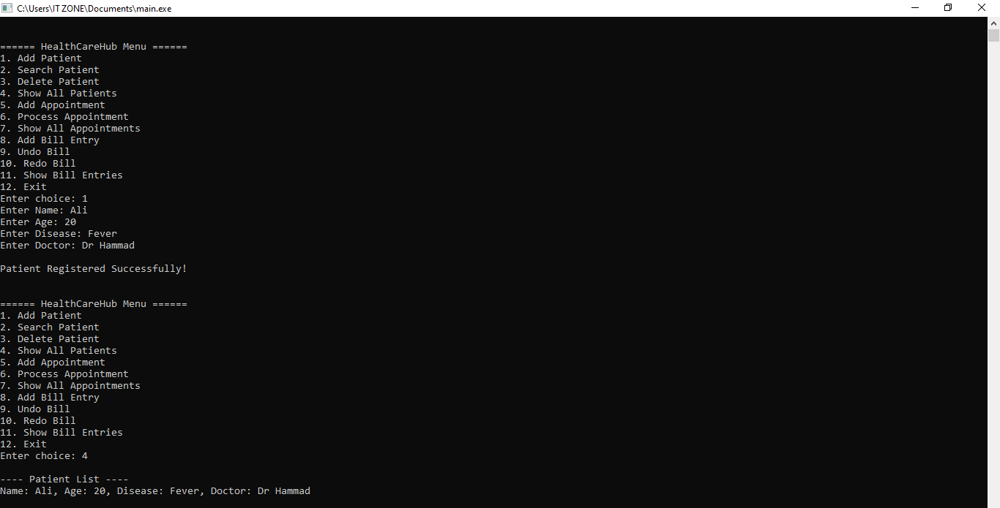 C:\Users\IT ZONE\Documents\main.exe
====== HealthCareHub Menu ======
1. Add Patient
2. Search Patient
3. Delete Patient
4. Show All Patients
5. Add Appointment
6. Process Appointment
7. Show All Appointments
8. Add Bill Entry
9. Undo Bill
10. Redo Bill
11. Show Bill Entries
12. Exit
Enter choice: 1
Enter Name: Ali
Enter Age: 20
Enter Disease: Fever
Enter Doctor: Dr Hammad
Patient Registered Successfully!
====== HealthCareHub Menu ======
1. Add Patient
2. Search Patient
3. Delete Patient
4. Show All Patients
5. Add Appointment
6. Process Appointment
7. Show All Appointments
8. Add Bill Entry
9. Undo Bill
10. Redo Bill
11. Show Bill Entries
12. Exit
Enter choice: 4
---- Patient List ----
Name: Ali, Age: 20, Disease: Fever, Doctor: Dr Hammad